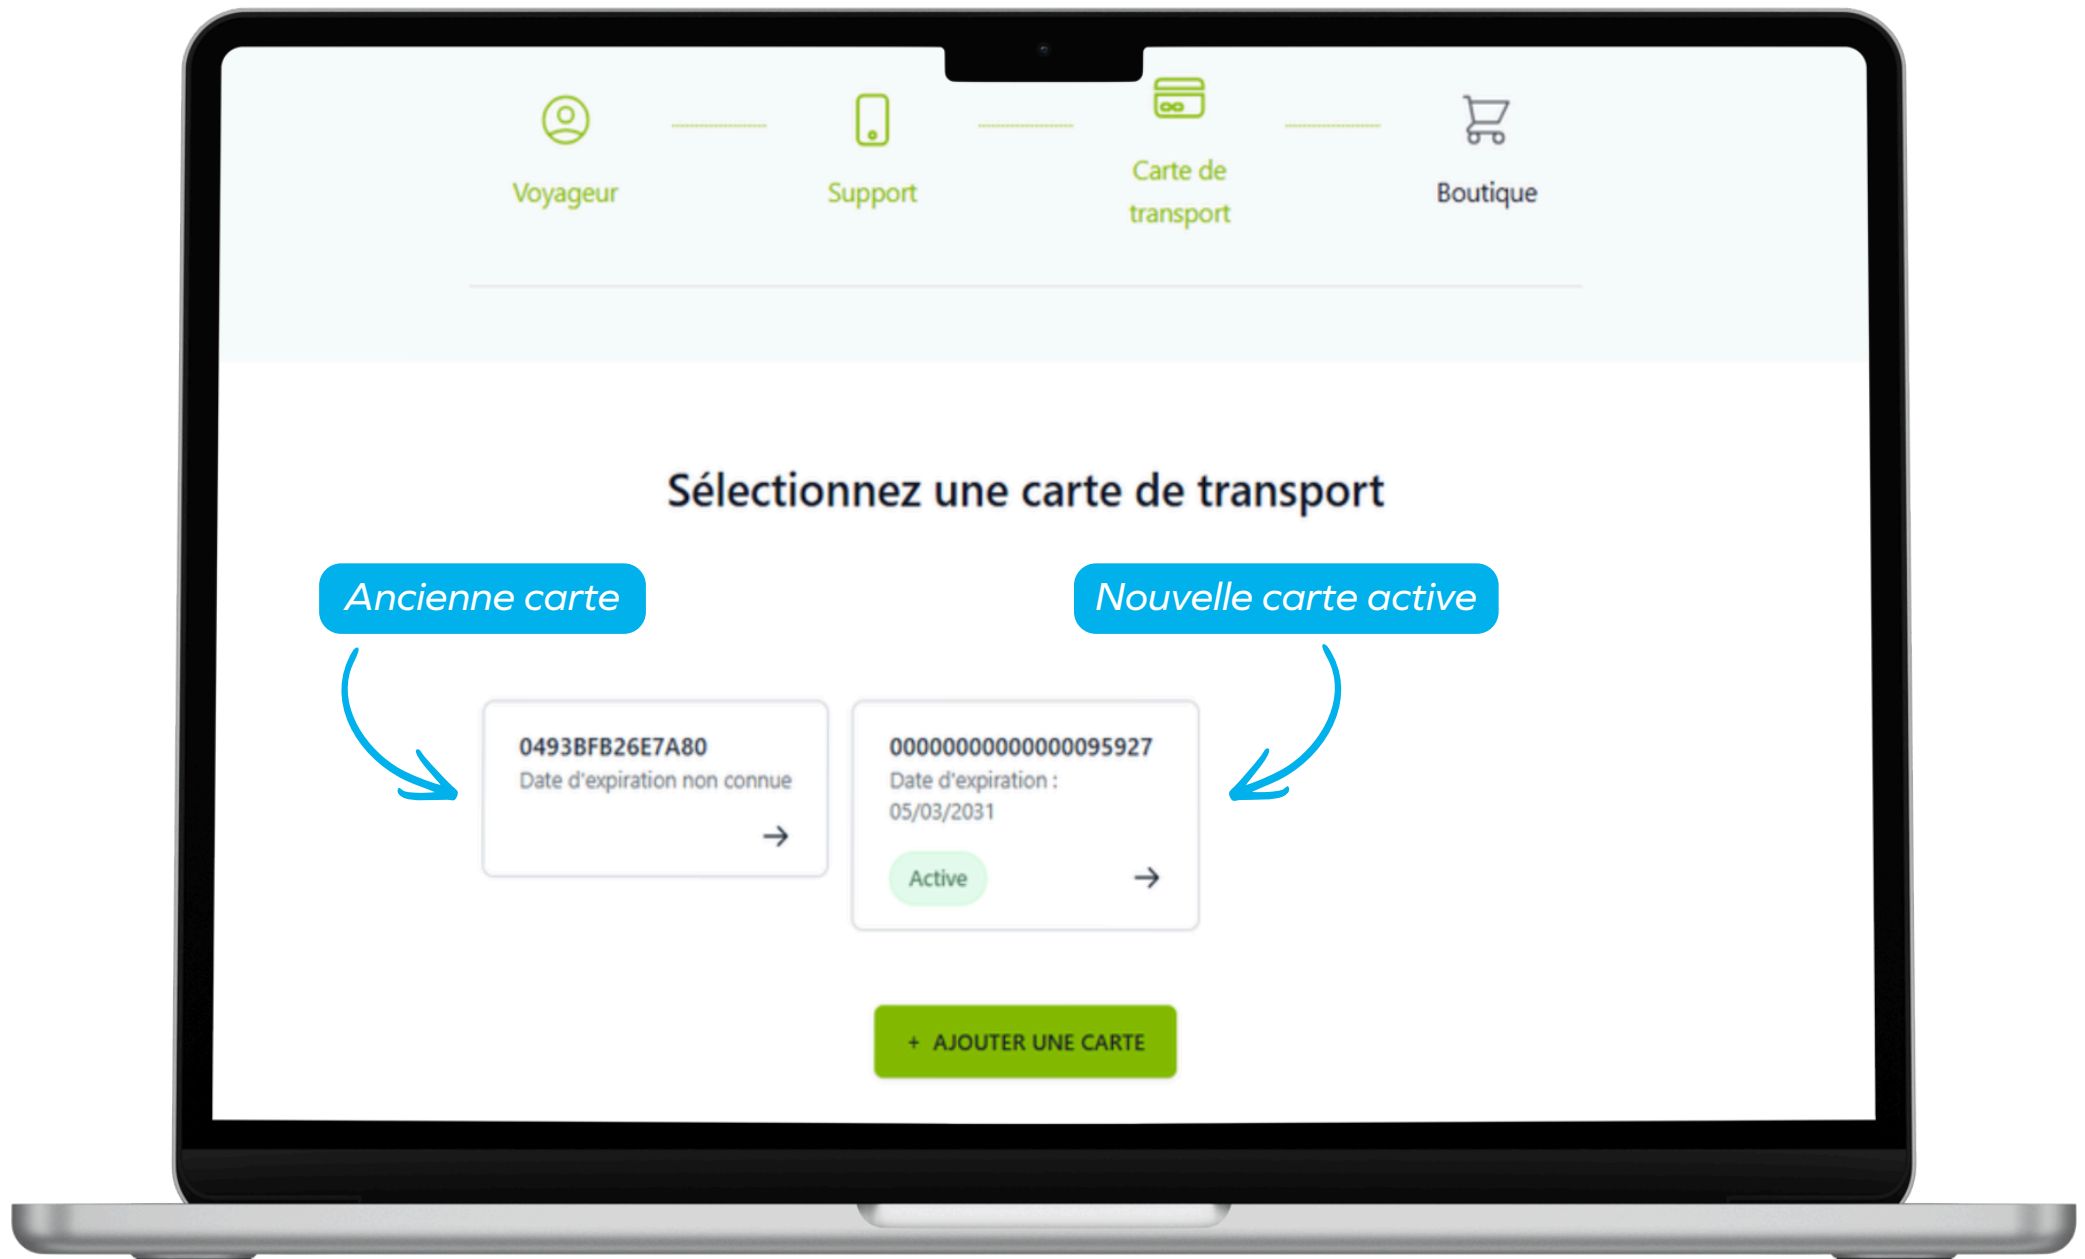 Voyageur
Support
Carte de
transport
Boutique
Sélectionnez une carte de transport
Ancienne carte
Nouvelle carte active
0493BFB26E7A80
Date d'expiration non connue
00000000000000095927
Date d'expiration :
05/03/2031
Active
+ AJOUTER UNE CARTE